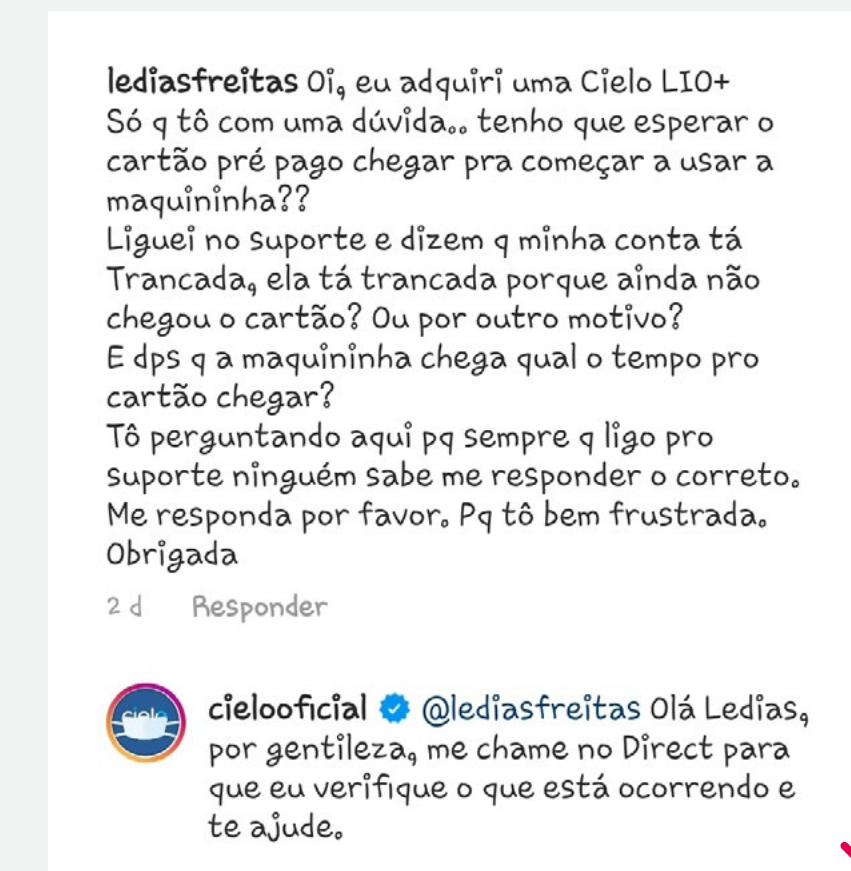 lediasfreitas Oi, eu adquiri uma Cielo LIO+
Só q tô com uma dúvida.. tenho que esperar o
cartão pré pago chegar pra começar a usar a
maquininha??
Liguei no suporte e dizem q minha conta tá
Trancada, ela tá trancada porque ainda não
chegou o cartão? Ou por outro motivo?
E dps q a maquininha chega qual o tempo pro
cartão chegar?
Tô perguntando aqui pq sempre q ligo pro
suporte ninguém sabe me responder o correto.
Me responda por favor. Pq tô bem frustrada.
Obrigada
2 d Responder
cielo
cielooficial @lediasfreitas Olá Ledias,
por gentileza, me chame no Direct para
que eu verifique o que está ocorrendo e
te ajude.